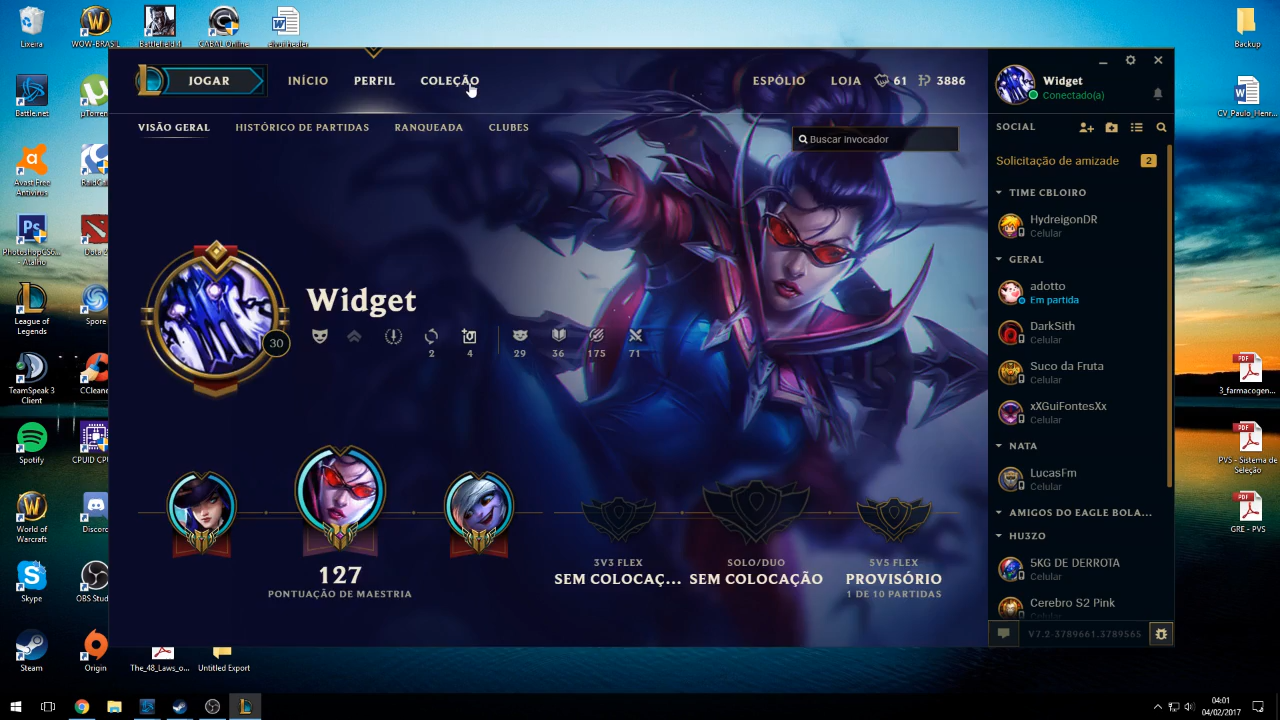 Lixeira
WOW-BRASIL
Battlefield 4
CABAL Online
Backup
Battle.net
µTorrent
CV_Paulo_Henr...
Avast Free
Antivirus
RaidCall
PhotoshopCS6...
- Atalho
Dota 2
League of
Legends
Spore
TeamSpeak 3
Client
CCleaner
3_farmacogen...
Spotify
CPUID CPU
PVS - Sistema de
Seleção
World of
Warcraft
Discord
GRE - PVS
Skype
OBS Studio
Steam
Origin
The_48_Laws_o...
Untitled Export
JOGAR
INÍCIO
PERFIL
COLEÇÃO
ESPÓLIO
LOJA
61
3886
VISÃO GERAL
HISTÓRICO DE PARTIDAS
RANQUEADA
CLUBES
Buscar Invocador
Widget
30
2
4
29
36
175
71
127
PONTUAÇÃO DE MAESTRIA
3V3 FLEX
SEM COLOCAÇ...
SOLO/DUO
SEM COLOCAÇÃO
5V5 FLEX
PROVISÓRIO
1 DE 10 PARTIDAS
Widget
Conectado(a)
SOCIAL
Solicitação de amizade
2
TIME CBLOIRO
HydreigonDR
Celular
GERAL
adotto
Em partida
DarkSith
Celular
Suco da Fruta
Celular
xXGuiFontesXx
Celular
NATA
LucasFm
Celular
AMIGOS DO EAGLE BOLA...
HU3ZO
5KG DE DERROTA
Celular
Cerebro S2 Pink
Celular
V7.2-3789661.3789565
04:01
04/02/2017